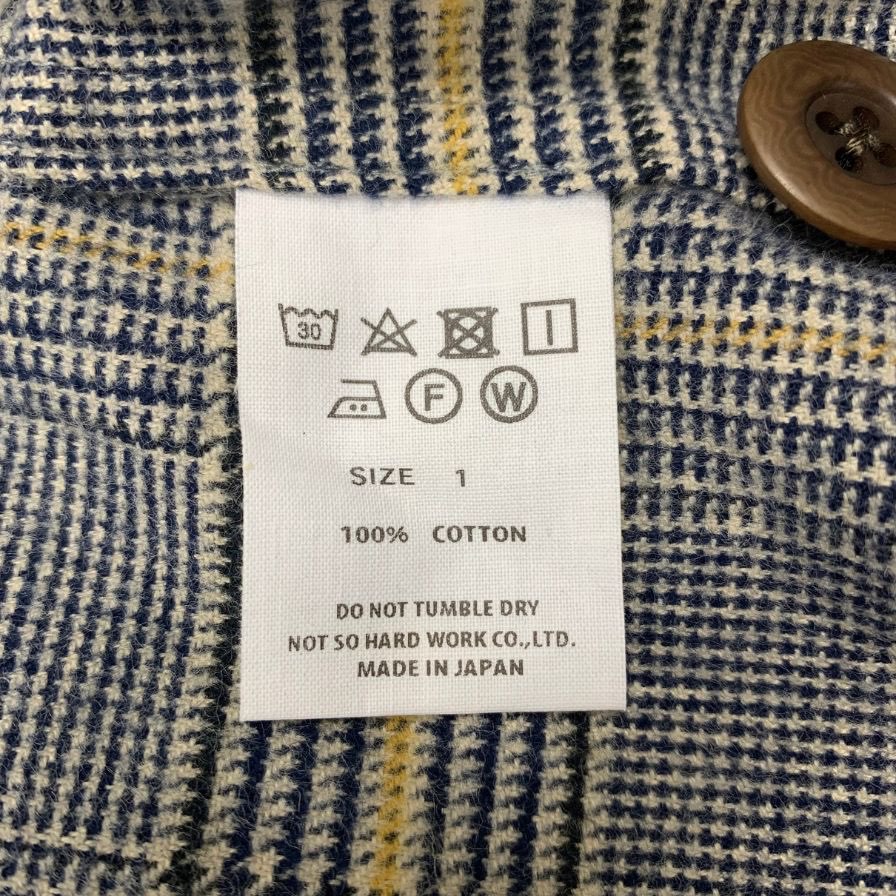 30
F W
SIZE 1
100% COTTON
DO NOT TUMBLE DRY
NOT SO HARD WORK CO.,LTD.
MADE IN JAPAN